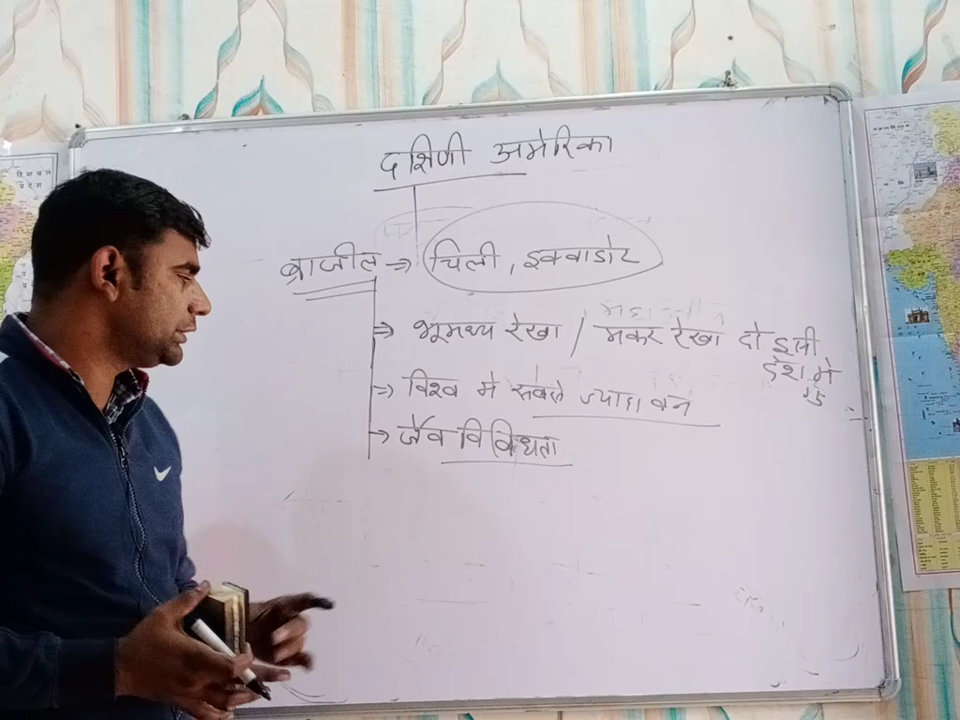 दक्षिणी अमेरिका
ब्राजील → चिली, इक्वाडोर
→ भूमध्य रेखा / मकर रेखा दो इसी
देश में
→ विश्व में सबसे ज्यादा वन
→ जैव विविधता